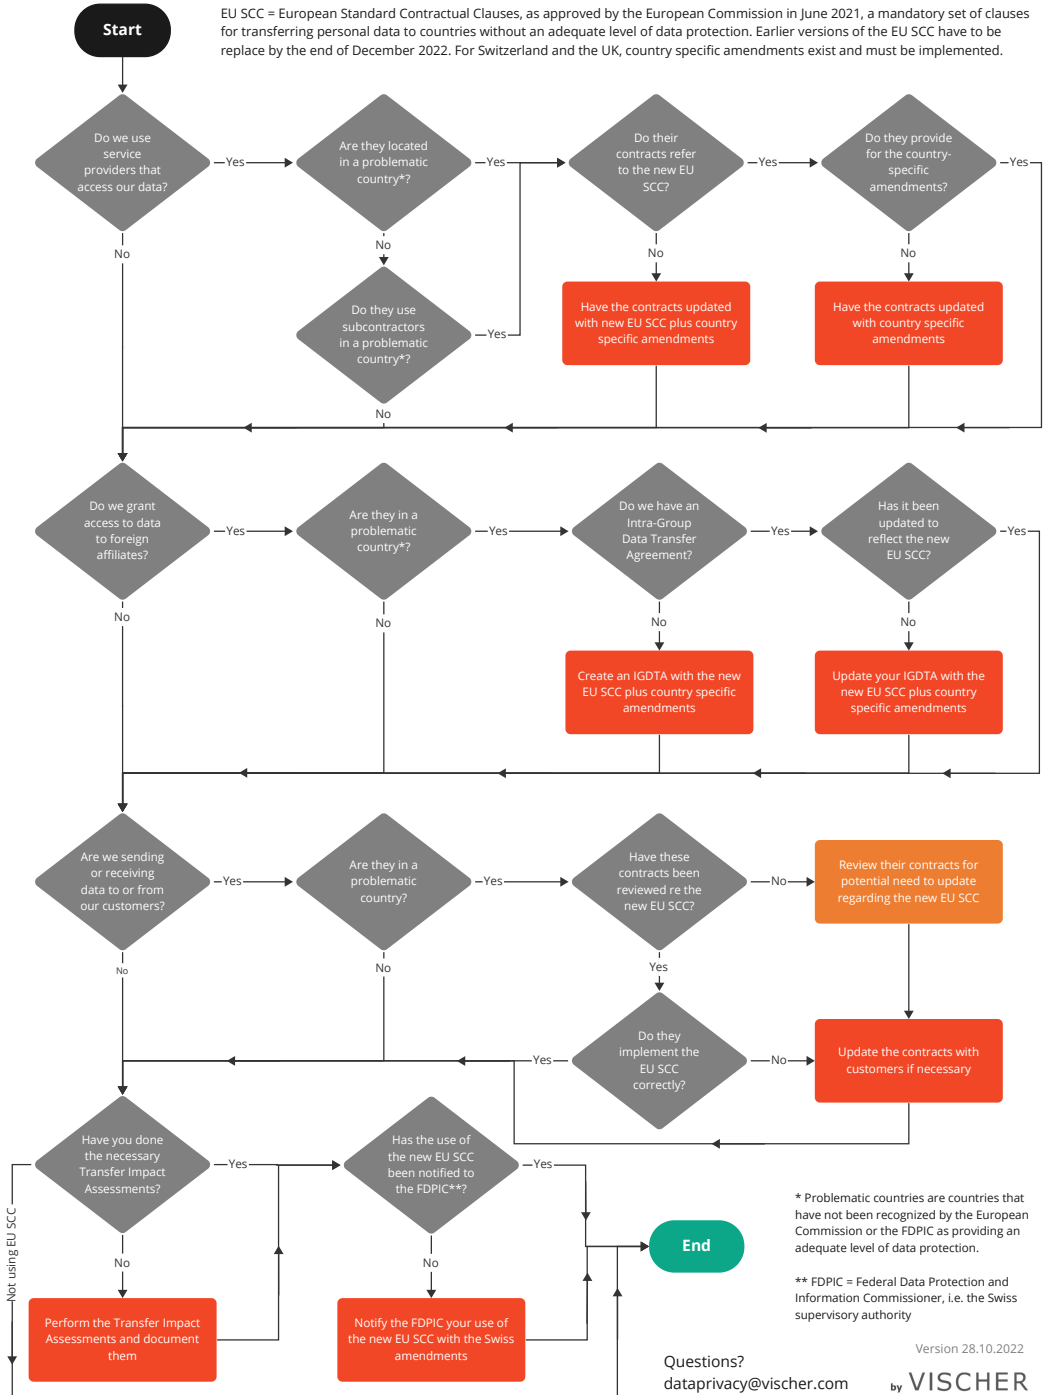 Start
EU SCC = European Standard Contractual Clauses, as approved by the European Commission in June 2021, a mandatory set of clauses
for transferring personal data to countries without an adequate level of data protection. Earlier versions of the EU SCC have to be
replace by the end of December 2022. For Switzerland and the UK, country specific amendments exist and must be implemented.
Do we use
service
providers that
access our data?
Yes
Are they located
in a problematic
country*?
Yes
Do their
contracts refer
to the new EU
SCC?
Yes
Do they provide
for the country-
specific
amendments?
Yes
No
No
No
No
Do they use
subcontractors
in a problematic
country*?
Yes
Have the contracts updated
with new EU SCC plus country
specific amendments
Have the contracts updated
with country specific
amendments
No
Do we grant
access to data
to foreign
affiliates?
Yes
Are they in a
problematic
country*?
Yes
Do we have an
Intra-Group
Data Transfer
Agreement?
Yes
Has it been
updated to
reflect the new
EU SCC?
Yes
No
No
No
No
Create an IGDTA with the new
EU SCC plus country specific
amendments
Update your IGDTA with the
new EU SCC plus country
specific amendments
Are we sending
or receiving
data to or from
our customers?
Yes
Are they in a
problematic
country?
Yes
Have these
contracts been
reviewed re the
new EU SCC?
No
Review their contracts for
potential need to update
regarding the new EU SCC
No
No
Yes
Yes
Do they
implement the
EU SCC
correctly?
No
Update the contracts with
customers if necessary
Have you done
the necessary
Transfer Impact
Assessments?
Yes
Has the use of
the new EU SCC
been notified to
the FDPIC**?
Yes
Not using EU SCC
No
No
End
Perform the Transfer Impact
Assessments and document
them
Notify the FDPIC your use of
the new EU SCC with the Swiss
amendments
* Problematic countries are countries that
have not been recognized by the European
Commission or the FDPIC as providing an
adequate level of data protection.
** FDPIC = Federal Data Protection and
Information Commissioner, i.e. the Swiss
supervisory authority
Version 28.10.2022
Questions?
dataprivacy@vischer.com
by VISCHER